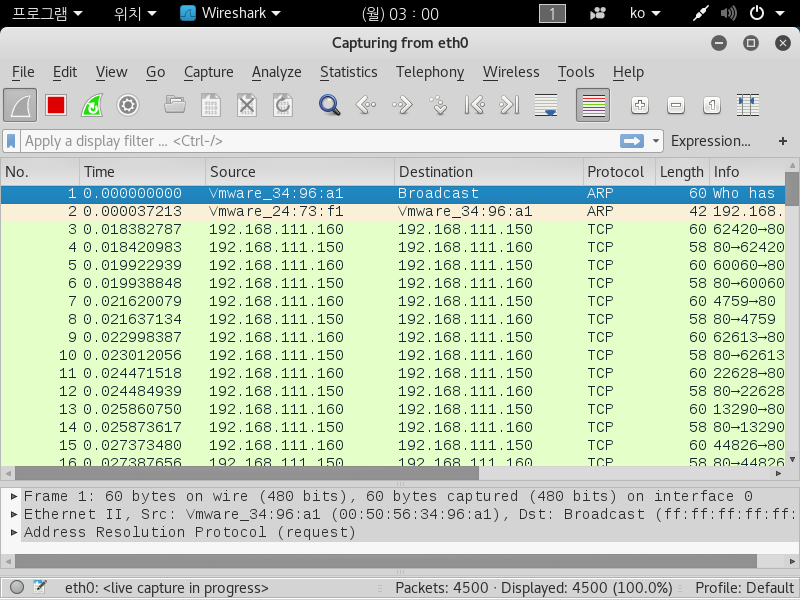 프로그램 위치 Wireshark (월) 03 : 00 1 ko
Capturing from eth0
File Edit View Go Capture Analyze Statistics Telephony Wireless Tools Help
Apply a display filter ... <Ctrl-/> Expression... +
No. Time Source Destination Protocol Length Info
1 0.000000000 Vmware_34:96:a1 Broadcast ARP 60 Who has
2 0.000037213 Vmware_24:73:f1 Vmware_34:96:a1 ARP 42 192.168.
3 0.018382787 192.168.111.160 192.168.111.150 TCP 60 62420→80
4 0.018420983 192.168.111.150 192.168.111.160 TCP 58 80→62420
5 0.019922939 192.168.111.160 192.168.111.150 TCP 60 60060→80
6 0.019938848 192.168.111.150 192.168.111.160 TCP 58 80→60060
7 0.021620079 192.168.111.160 192.168.111.150 TCP 60 4759→80
8 0.021637134 192.168.111.150 192.168.111.160 TCP 58 80→4759
9 0.022998387 192.168.111.160 192.168.111.150 TCP 60 62613→80
10 0.023012056 192.168.111.150 192.168.111.160 TCP 58 80→62613
11 0.024471518 192.168.111.160 192.168.111.150 TCP 60 22628→80
12 0.024484939 192.168.111.150 192.168.111.160 TCP 58 80→22628
13 0.025860750 192.168.111.160 192.168.111.150 TCP 60 13290→80
14 0.025873617 192.168.111.150 192.168.111.160 TCP 58 80→13290
15 0.027373480 192.168.111.160 192.168.111.150 TCP 60 44826→80
16 0.027387656 192.168.111.150 192.168.111.160 TCP 58 80→44826
Frame 1: 60 bytes on wire (480 bits), 60 bytes captured (480 bits) on interface 0
Ethernet II, Src: Vmware_34:96:a1 (00:50:56:34:96:a1), Dst: Broadcast (ff:ff:ff:ff:ff:
Address Resolution Protocol (request)
eth0: <live capture in progress> Packets: 4500 · Displayed: 4500 (100.0%) Profile: Default